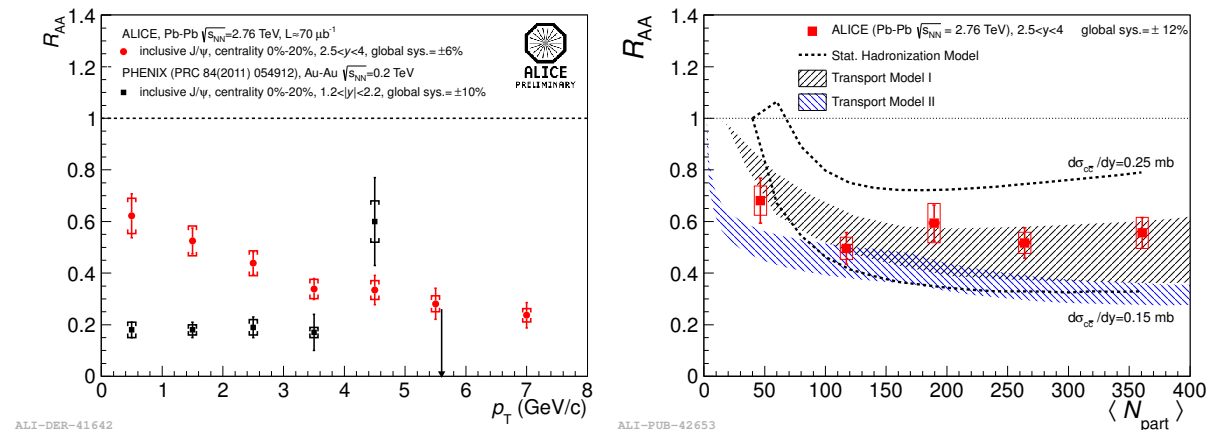 ALICE, Pb-Pb √s_NN=2.76 TeV, L≈70 μb⁻¹
inclusive J/ψ, centrality 0%-20%, 2.5<y<4, global sys.=±6%
PHENIX (PRC 84(2011) 054912), Au-Au √s_NN=0.2 TeV
inclusive J/ψ, centrality 0%-20%, 1.2<|y|<2.2, global sys.=±10%
ALICE
PRELIMINARY
R_AA
1.4
1.2
1
0.8
0.6
0.4
0.2
0
0 1 2 3 4 5 6 7 8
p_T (GeV/c)
ALI-DER-41642
ALICE (Pb-Pb √s_NN = 2.76 TeV), 2.5<y<4 global sys.= ± 12%
Stat. Hadronization Model
Transport Model I
Transport Model II
dσ_cc̄/dy=0.25 mb
dσ_cc̄/dy=0.15 mb
R_AA
1.4
1.2
1
0.8
0.6
0.4
0.2
0
0 50 100 150 200 250 300 350 400
⟨N_part⟩
ALI-PUB-42653